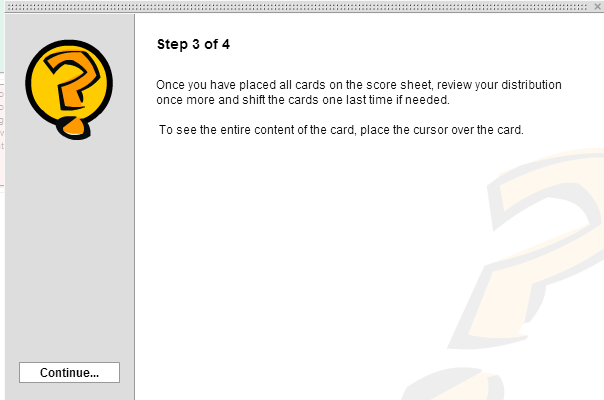 Step 3 of 4
Once you have placed all cards on the score sheet, review your distribution
once more and shift the cards one last time if needed.
To see the entire content of the card, place the cursor over the card.
Continue...